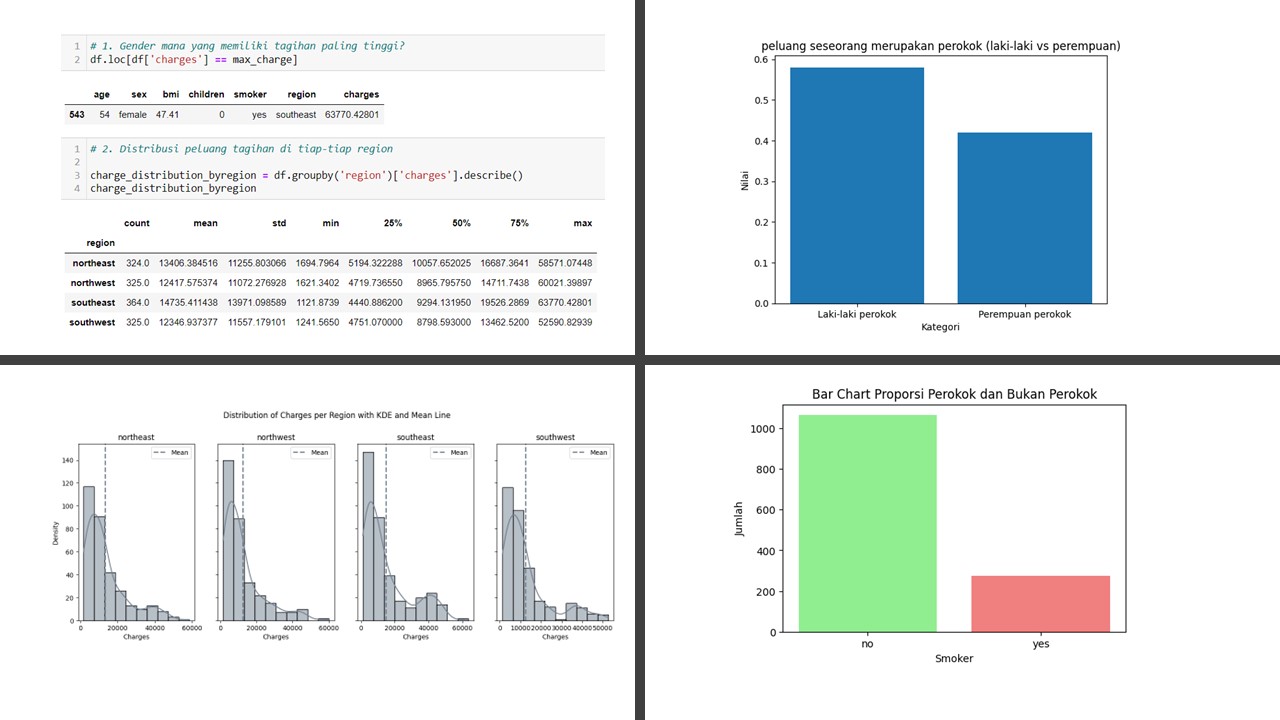 1 # 1. Gender mana yang memiliki tagihan paling tinggi?
2 df.loc[df['charges'] == max_charge]
age sex bmi children smoker region charges
543 54 female 47.41 0 yes southeast 63770.42801
1 # 2. Distribusi peluang tagihan di tiap-tiap region
2
3 charge_distribution_byregion = df.groupby('region')['charges'].describe()
4 charge_distribution_byregion
count mean std min 25% 50% 75% max
region
northeast 324.0 13406.384516 11255.803066 1694.7964 5194.322288 10057.652025 16687.3641 58571.07448
northwest 325.0 12417.575374 11072.276928 1621.3402 4719.736550 8965.795750 14711.7438 60021.39897
southeast 364.0 14735.411438 13971.098589 1121.8739 4440.886200 9294.131950 19526.2869 63770.42801
southwest 325.0 12346.937377 11557.179101 1241.5650 4751.070000 8798.593000 13462.5200 52590.82939
peluang seseorang merupakan perokok (laki-laki vs perempuan)
0.6
0.5
0.4
0.3
0.2
0.1
0.0
Nilai
Laki-laki perokok Perempuan perokok
Kategori
Distribution of Charges per Region with KDE and Mean Line
northeast northwest southeast southwest
Mean Mean Mean Mean
140
120
100
80
60
40
20
0
Density
0 20000 40000 60000 0 20000 40000 60000 0 20000 40000 60000 0 10000 20000 30000 40000 50000
Charges Charges Charges Charges
Bar Chart Proporsi Perokok dan Bukan Perokok
1000
800
600
400
200
0
Jumlah
no yes
Smoker